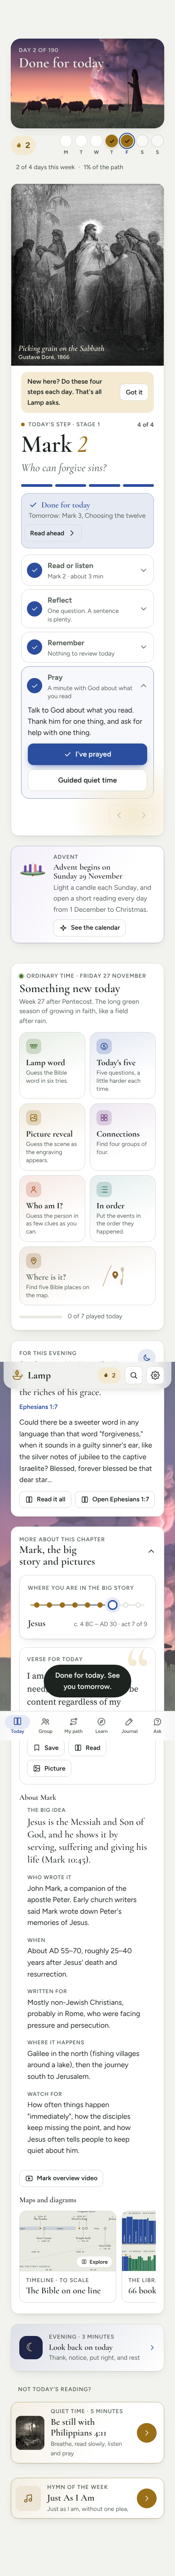 DAY 2 OF 190
Done for today
2
M T W T F S S
2 of 4 days this week · 1% of the path
Picking grain on the Sabbath
Gustave Doré, 1866
New here? Do these four
steps each day. That's all
Lamp asks.
Got it
TODAY'S STEP · STAGE 1
4 of 4
Mark 2
Who can forgive sins?
Done for today
Tomorrow: Mark 3, Choosing the twelve
Read ahead
Read or listen
Mark 2 · about 3 min
Reflect
One question. A sentence
is plenty.
Remember
Nothing to review today
Pray
A minute with God about what
you read
Talk to God about what you read.
Thank him for one thing, and ask for
help with one thing.
I've prayed
Guided quiet time
ADVENT
Advent begins on
Sunday 29 November
Light a candle each Sunday, and
open a short reading every day
from 1 December to Christmas.
See the calendar
ORDINARY TIME · FRIDAY 27 NOVEMBER
Something new today
Week 27 after Pentecost. The long green
season of growing in faith, like a field
after rain.
Lamp word
Guess the Bible
word in six tries.
Today's five
Five questions, a
little harder each
time.
Picture reveal
Guess the scene as
the engraving
appears.
Connections
Find four groups of
four.
Who am I?
Guess the person in
as few clues as you
can.
In order
Put the events in
the order they
happened.
Where is it?
Find five Bible places on
the map.
0 of 7 played today
FOR THIS EVENING
Lamp
2
the riches of his grace.
Ephesians 1:7
Could there be a sweeter word in any
language than that word "forgiveness,"
when it sounds in a guilty sinner's ear, like
the silver notes of jubilee to the captive
Israelite? Blessed, forever blessed be that
dear star…
Read it all
Open Ephesians 1:7
MORE ABOUT THIS CHAPTER
Mark, the big
story and pictures
WHERE YOU ARE IN THE BIG STORY
Jesus
c. 4 BC – AD 30 · act 7 of 9
VERSE FOR TODAY
I am
Done for today. See
you tomorrow.
content regardless of my
Today
Group
My path
Learn
Journal
Ask
Save
Read
Picture
About Mark
THE BIG IDEA
Jesus is the Messiah and Son of
God, and he shows it by
serving, suffering and giving his
life (Mark 10:45).
WHO WROTE IT
John Mark, a companion of the
apostle Peter. Early church writers
said Mark wrote down Peter's
memories of Jesus.
WHEN
About AD 55–70, roughly 25–40
years after Jesus' death and
resurrection.
WRITTEN FOR
Mostly non-Jewish Christians,
probably in Rome, who were facing
pressure and persecution.
WHERE IT HAPPENS
Galilee in the north (fishing villages
around a lake), then the journey
south to Jerusalem.
WATCH FOR
How often things happen
"immediately", how the disciples
keep missing the point, and how
Jesus often tells people to keep
quiet about him.
Mark overview video
Maps and diagrams
Explore
TIMELINE · TO SCALE
The Bible on one line
THE LIBRA
66 book
EVENING · 3 MINUTES
Look back on today
Thank, notice, put right, and rest
NOT TODAY'S READING?
QUIET TIME · 5 MINUTES
Be still with
Philippians 4:11
Breathe, read slowly, listen
and pray
HYMN OF THE WEEK
Just As I Am
Just as I am, without one plea,